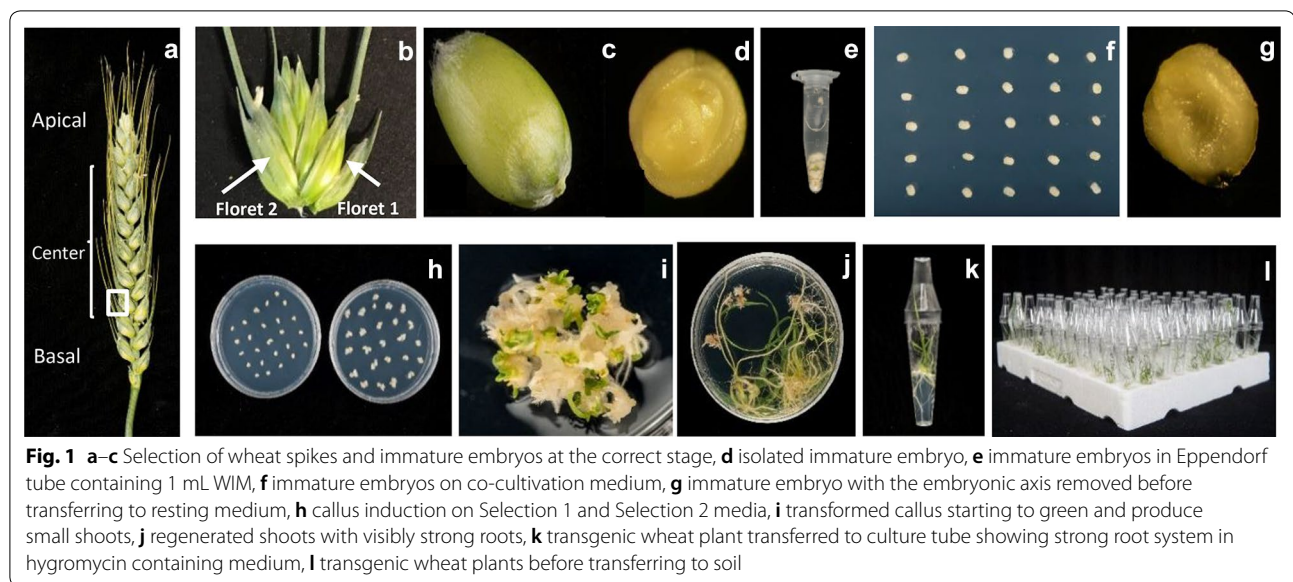 a
Apical
Center
Basal
b
Floret 2
Floret 1
c
d
e
f
g
h
i
j
k
l
Fig. 1 a–c Selection of wheat spikes and immature embryos at the correct stage, d isolated immature embryo, e immature embryos in Eppendorf
tube containing 1 mL WIM, f immature embryos on co-cultivation medium, g immature embryo with the embryonic axis removed before
transferring to resting medium, h callus induction on Selection 1 and Selection 2 media, i transformed callus starting to green and produce
small shoots, j regenerated shoots with visibly strong roots, k transgenic wheat plant transferred to culture tube showing strong root system in
hygromycin containing medium, l transgenic wheat plants before transferring to soil